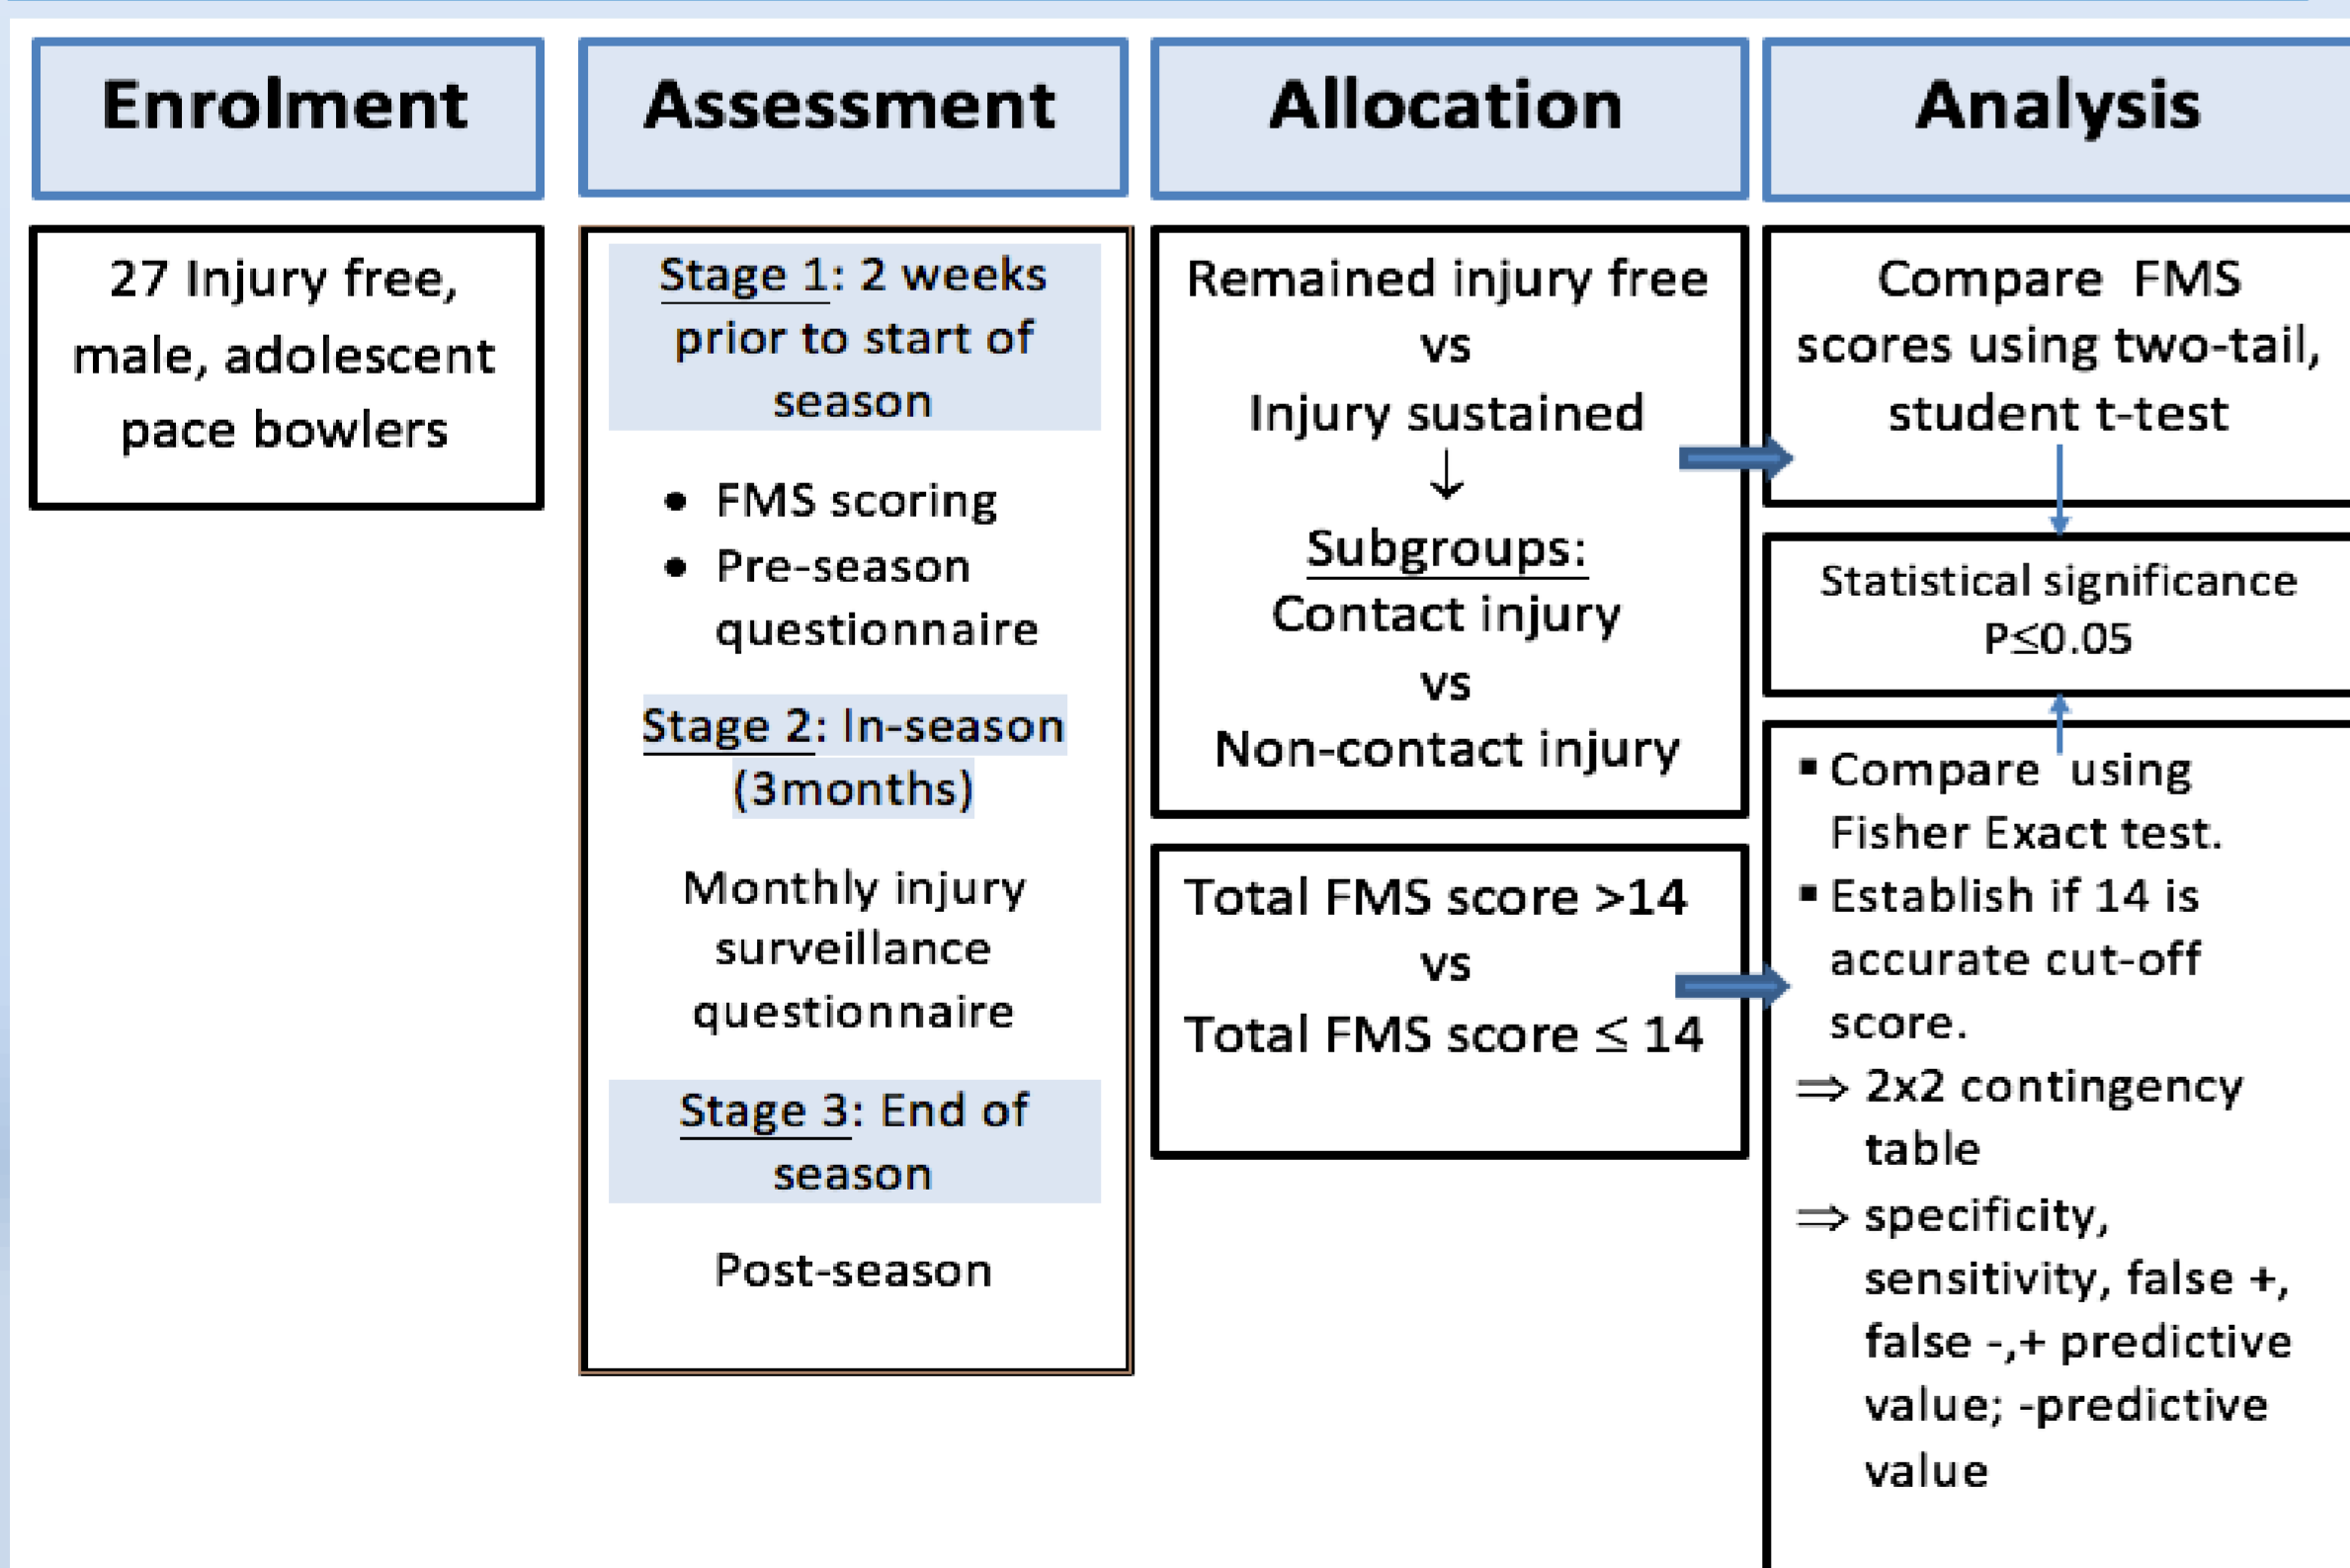 Enrolment
27 Injury free,
male, adolescent
pace bowlers
Assessment
Stage 1: 2 weeks
prior to start of
season
• FMS scoring
• Pre-season
questionnaire
Stage 2: In-season
(3months)
Monthly injury
surveillance
questionnaire
Stage 3: End of
season
Post-season
Allocation
Remained injury free
vs
Injury sustained
↓
Subgroups:
Contact injury
vs
Non-contact injury
Total FMS score >14
vs
Total FMS score ≤ 14
Analysis
Compare FMS
scores using two-tail,
student t-test
Statistical significance
P≤0.05
▪ Compare using
Fisher Exact test.
▪ Establish if 14 is
accurate cut-off
score.
⇒ 2x2 contingency
table
⇒ specificity,
sensitivity, false +,
false -,+ predictive
value; -predictive
value